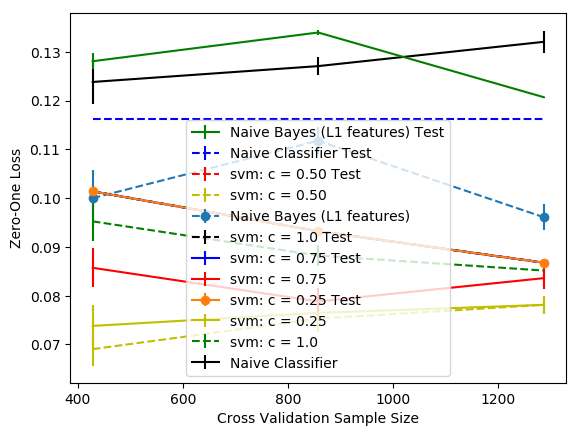 0.13
0.12
0.11
0.10
0.09
0.08
0.07
Zero-One Loss
Naive Bayes (L1 features) Test
Naive Classifier Test
svm: c = 0.50 Test
svm: c = 0.50
Naive Bayes (L1 features)
svm: c = 1.0 Test
svm: c = 0.75 Test
svm: c = 0.75
svm: c = 0.25 Test
svm: c = 0.25
svm: c = 1.0
Naive Classifier
400 600 800 1000 1200
Cross Validation Sample Size